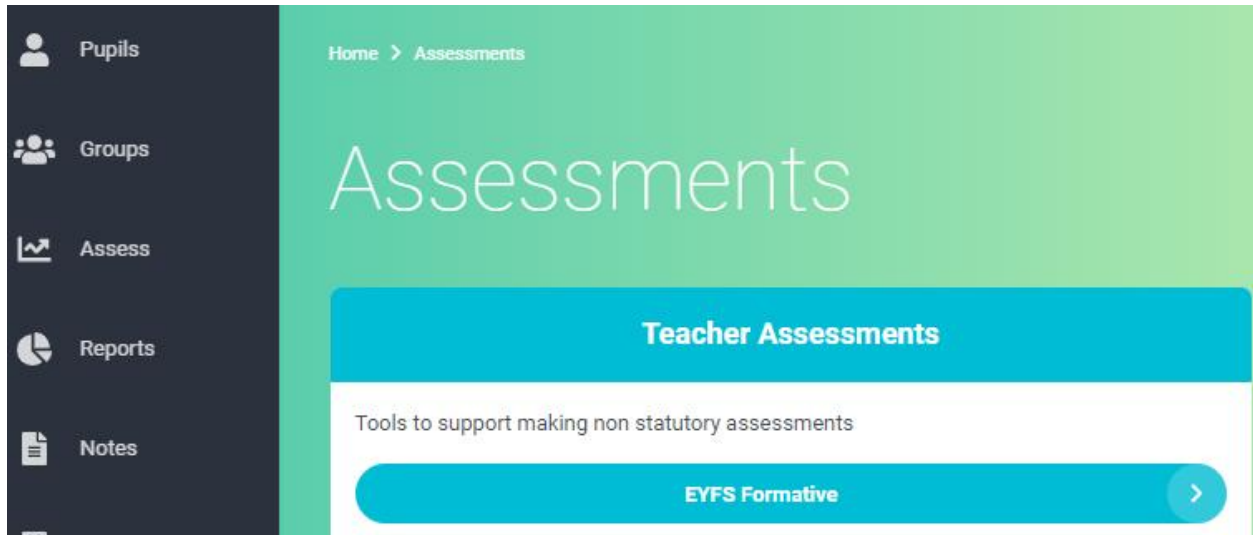 Pupils
Groups
Assess
Reports
Notes
Home > Assessments
Assessments
Teacher Assessments
Tools to support making non statutory assessments
EYFS Formative